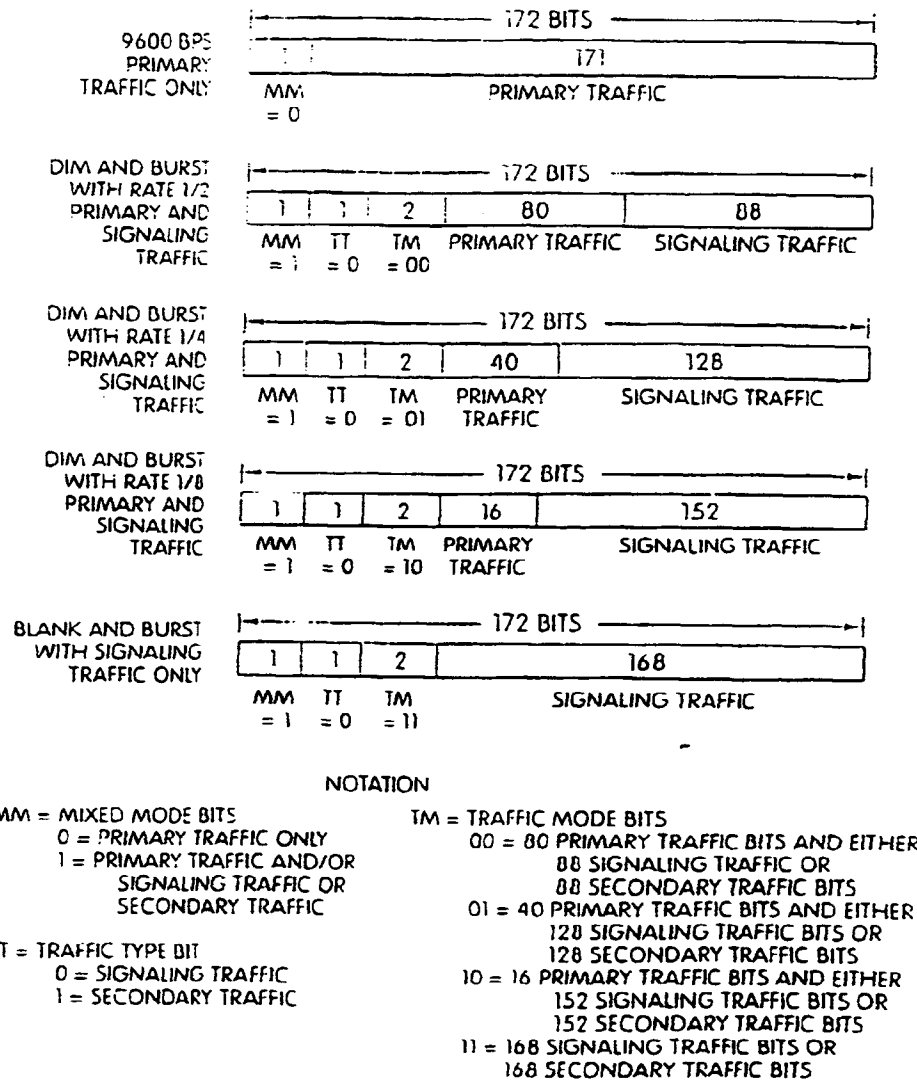 172 BITS
9600 BPS
PRIMARY
TRAFFIC ONLY
1 171
MM
= 0
PRIMARY TRAFFIC
DIM AND BURST
WITH RATE 1/2
PRIMARY AND
SIGNALING
TRAFFIC
172 BITS
1 1 2 80 88
MM TT TM PRIMARY TRAFFIC SIGNALING TRAFFIC
= 1 = 0 = 00
DIM AND BURST
WITH RATE 1/4
PRIMARY AND
SIGNALING
TRAFFIC
172 BITS
1 1 2 40 128
MM TT TM PRIMARY TRAFFIC SIGNALING TRAFFIC
= 1 = 0 = 01
DIM AND BURST
WITH RATE 1/8
PRIMARY AND
SIGNALING
TRAFFIC
172 BITS
1 1 2 16 152
MM TT TM PRIMARY TRAFFIC SIGNALING TRAFFIC
= 1 = 0 = 10
BLANK AND BURST
WITH SIGNALING
TRAFFIC ONLY
172 BITS
1 1 2 168
MM TT TM SIGNALING TRAFFIC
= 1 = 0 = 11
NOTATION
MM = MIXED MODE BITS
0 = PRIMARY TRAFFIC ONLY
1 = PRIMARY TRAFFIC AND/OR
SIGNALING TRAFFIC OR
SECONDARY TRAFFIC
T = TRAFFIC TYPE BIT
0 = SIGNALING TRAFFIC
1 = SECONDARY TRAFFIC
TM = TRAFFIC MODE BITS
00 = 80 PRIMARY TRAFFIC BITS AND EITHER
88 SIGNALING TRAFFIC OR
88 SECONDARY TRAFFIC BITS
01 = 40 PRIMARY TRAFFIC BITS AND EITHER
128 SIGNALING TRAFFIC BITS OR
128 SECONDARY TRAFFIC BITS
10 = 16 PRIMARY TRAFFIC BITS AND EITHER
152 SIGNALING TRAFFIC BITS OR
152 SECONDARY TRAFFIC BITS
11 = 168 SIGNALING TRAFFIC BITS OR
168 SECONDARY TRAFFIC BITS